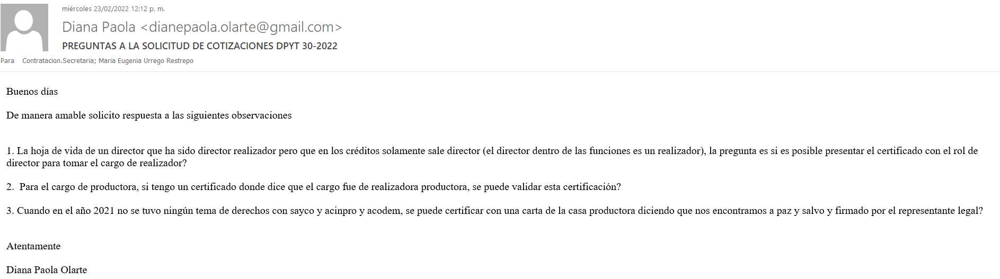 miércoles 23/02/2022 12:12 p. m.
Diana Paola <dianepaola.olarte@gmail.com>
PREGUNTAS A LA SOLICITUD DE COTIZACIONES DPYT 30-2022
Para Contratacion.Secretaria; Maria Eugenia Urrego Restrepo
Buenos días
De manera amable solicito respuesta a las siguientes observaciones
1. La hoja de vida de un director que ha sido director realizador pero que en los créditos solamente sale director (el director dentro de las funciones es un realizador), la pregunta es si es posible presentar el certificado con el rol de
director para tomar el cargo de realizador?
2. Para el cargo de productora, si tengo un certificado donde dice que el cargo fue de realizadora productora, se puede validar esta certificación?
3. Cuando en el año 2021 no se tuvo ningún tema de derechos con sayco y acinpro y acodem, se puede certificar con una carta de la casa productora diciendo que nos encontramos a paz y salvo y firmado por el representante legal?
Atentamente
Diana Paola Olarte